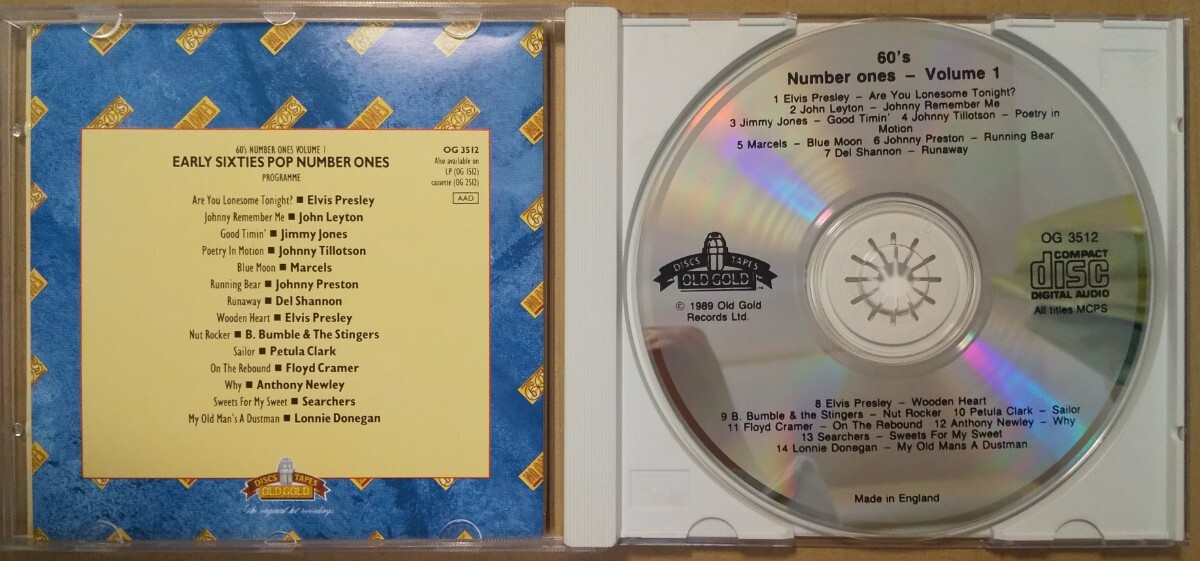 60's NUMBER ONES VOLUME 1
EARLY SIXTIES POP NUMBER ONES
PROGRAMME
OG 3512
Also available on
LP (OG 1512)
cassette (OG 2512)
AAD
Are You Lonesome Tonight? ■ Elvis Presley
Johnny Remember Me ■ John Leyton
Good Timin' ■ Jimmy Jones
Poetry In Motion ■ Johnny Tillotson
Blue Moon ■ Marcels
Running Bear ■ Johnny Preston
Runaway ■ Del Shannon
Wooden Heart ■ Elvis Presley
Nut Rocker ■ B. Bumble & The Stingers
Sailor ■ Petula Clark
On The Rebound ■ Floyd Cramer
Why ■ Anthony Newley
Sweets For My Sweet ■ Searchers
My Old Man's A Dustman ■ Lonnie Donegan
DISCS TAPES
OLD GOLD
the original hit recordings
60's
Number ones – Volume 1
1 Elvis Presley – Are You Lonesome Tonight?
2 John Leyton – Johnny Remember Me
3 Jimmy Jones – Good Timin' 4 Johnny Tillotson – Poetry in
Motion
5 Marcels – Blue Moon 6 Johnny Preston – Running Bear
7 Del Shannon – Runaway
DISCS TAPES
OLD GOLD
© 1989 Old Gold
Records Ltd.
OG 3512
COMPACT
disc
DIGITAL AUDIO
All titles MCPS
8 Elvis Presley – Wooden Heart
9 B. Bumble & the Stingers – Nut Rocker 10 Petula Clark – Sailor
11 Floyd Cramer – On The Rebound 12 Anthony Newley – Why
13 Searchers – Sweets For My Sweet
14 Lonnie Donegan – My Old Mans A Dustman
Made in England